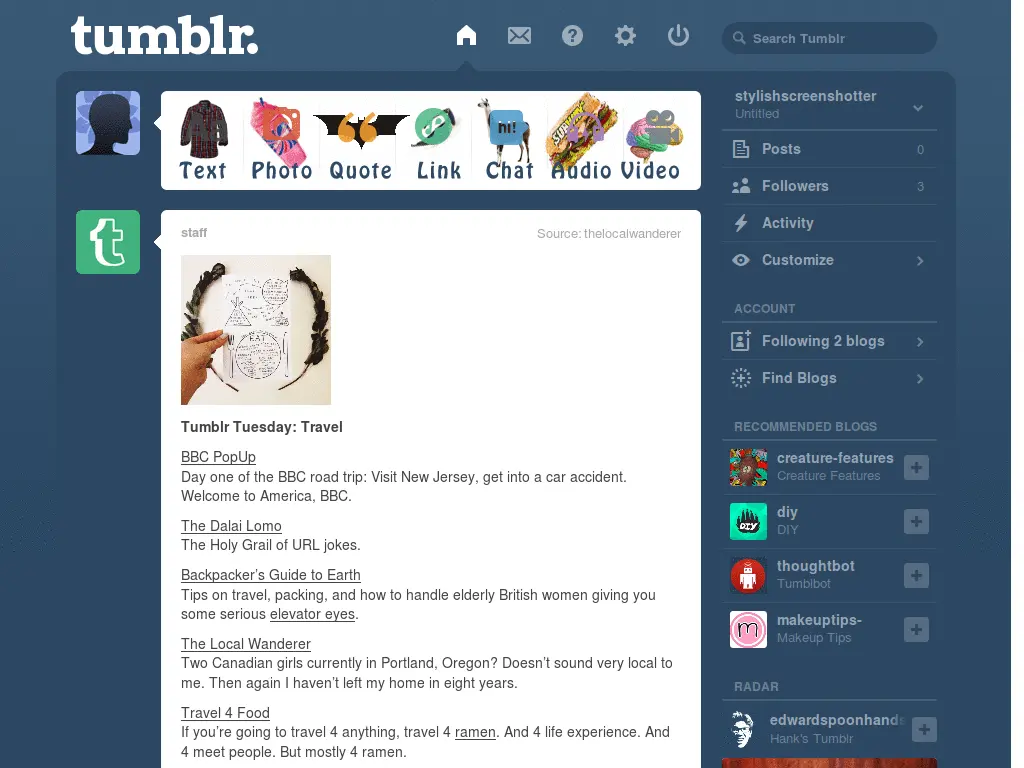 tumblr.
Search Tumblr
Text Photo Quote Link Chat Audio Video
hi!
stylishscreenshotter
Untitled
Posts 0
Followers 3
Activity
Customize
ACCOUNT
Following 2 blogs
Find Blogs
RECOMMENDED BLOGS
creature-features
Creature Features
diy
DIY
DIY
thoughtbot
Tumblbot
m
makeuptips-
Makeup Tips
RADAR
edwardspoonhands
Hank's Tumblr
t
staff
Source: thelocalwanderer
EAT
Tumblr Tuesday: Travel
BBC PopUp
Day one of the BBC road trip: Visit New Jersey, get into a car accident.
Welcome to America, BBC.
The Dalai Lomo
The Holy Grail of URL jokes.
Backpacker’s Guide to Earth
Tips on travel, packing, and how to handle elderly British women giving you
some serious elevator eyes.
The Local Wanderer
Two Canadian girls currently in Portland, Oregon? Doesn’t sound very local to
me. Then again I haven’t left my home in eight years.
Travel 4 Food
If you’re going to travel 4 anything, travel 4 ramen. And 4 life experience. And
4 meet people. But mostly 4 ramen.